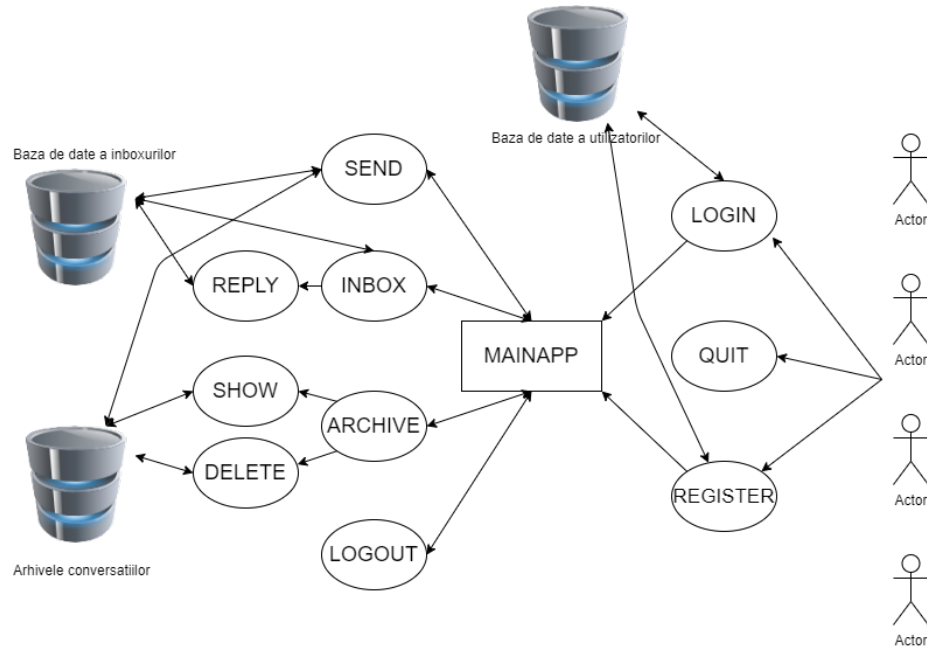 Baza de date a utilizatorilor
Baza de date a inboxurilor
SEND
LOGIN
Actor
REPLY
INBOX
MAINAPP
QUIT
Actor
SHOW
ARCHIVE
DELETE
REGISTER
Actor
LOGOUT
Arhivele conversatiilor
Actor